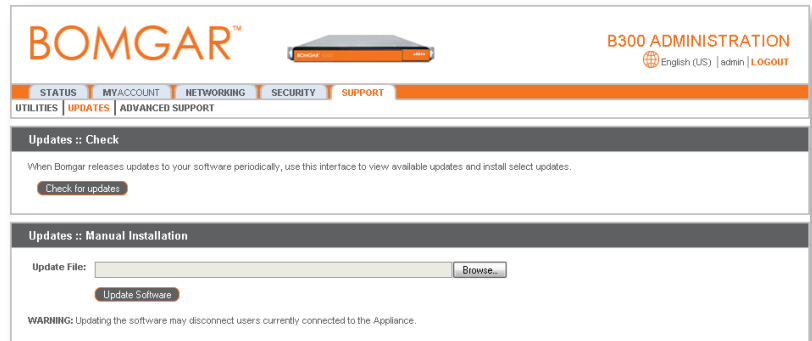 BOMGAR™
B300 ADMINISTRATION
English (US) | admin | LOGOUT
STATUS MYACCOUNT NETWORKING SECURITY SUPPORT
UTILITIES | UPDATES | ADVANCED SUPPORT
Updates :: Check
When Bomgar releases updates to your software periodically, use this interface to view available updates and install select updates.
Check for updates
Updates :: Manual Installation
Update File: Browse...
Update Software
WARNING: Updating the software may disconnect users currently connected to the Appliance.